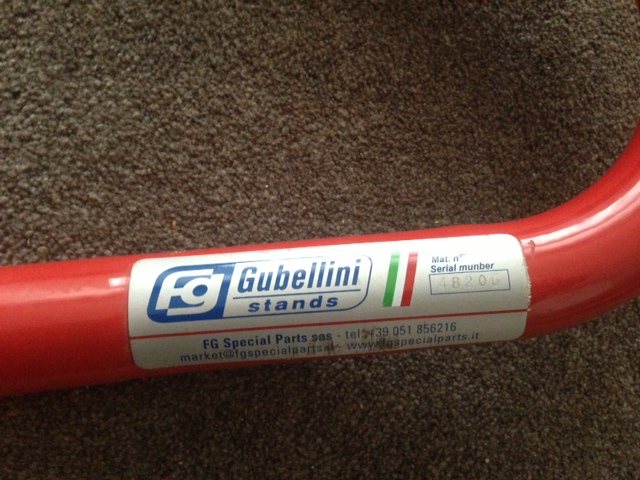 FG Gubellini
stands
Mat. n°
Serial munber
48206
FG Special Parts sas - tel. +39 051 856216
market@fgspecialparts.it - www.fgspecialparts.it